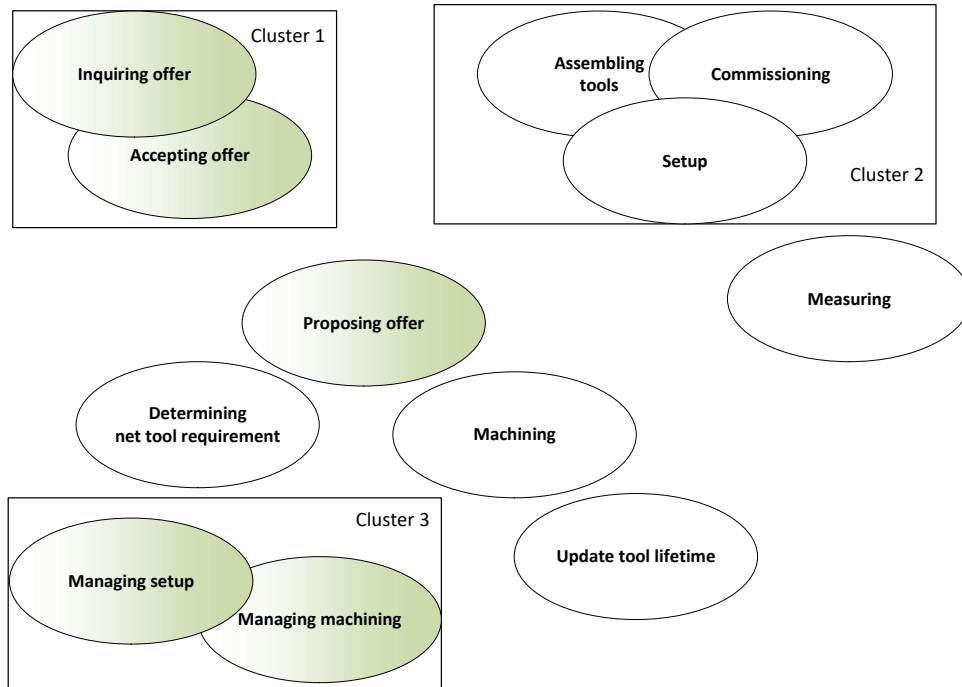 Cluster 1
Inquiring offer
Accepting offer
Assembling
tools
Commissioning
Setup
Cluster 2
Measuring
Proposing offer
Determining
net tool requirement
Machining
Cluster 3
Managing setup
Managing machining
Update tool lifetime